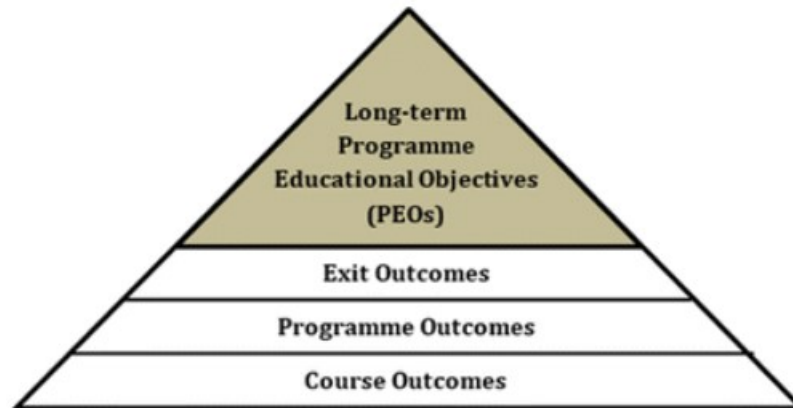 Long-term
Programme
Educational Objectives
(PEOs)
Exit Outcomes
Programme Outcomes
Course Outcomes